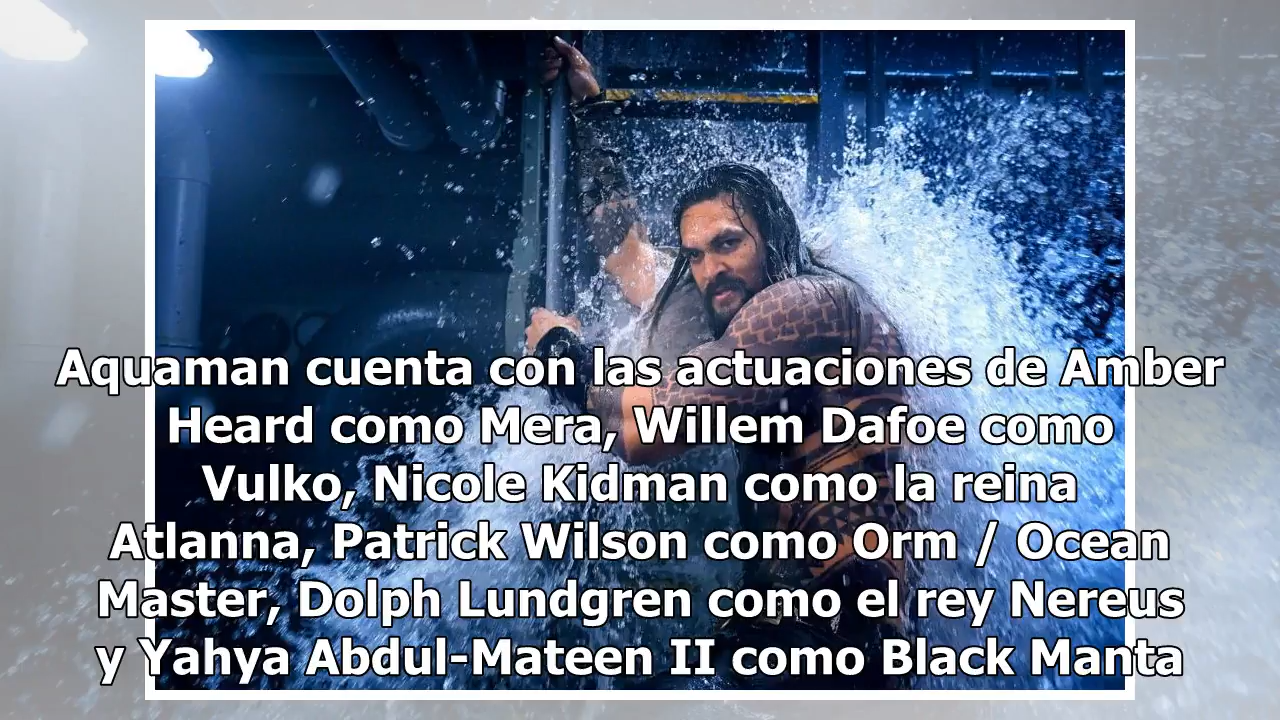 Aquaman cuenta con las actuaciones de Amber
Heard como Mera, Willem Dafoe como
Vulko, Nicole Kidman como la reina
Atlanna, Patrick Wilson como Orm / Ocean
Master, Dolph Lundgren como el rey Nereus
y Yahya Abdul-Mateen II como Black Manta